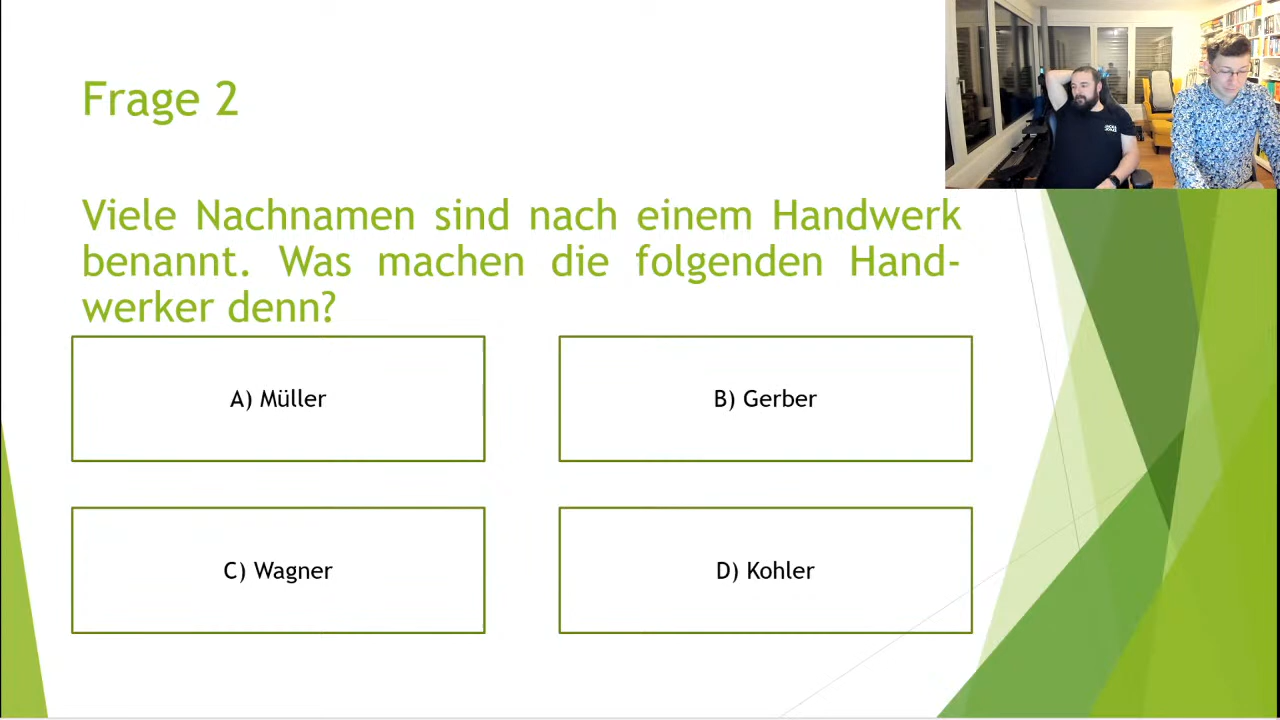 Frage 2
Viele Nachnamen sind nach einem Handwerk
benannt. Was machen die folgenden Hand-
werker denn?
A) Müller
B) Gerber
C) Wagner
D) Kohler